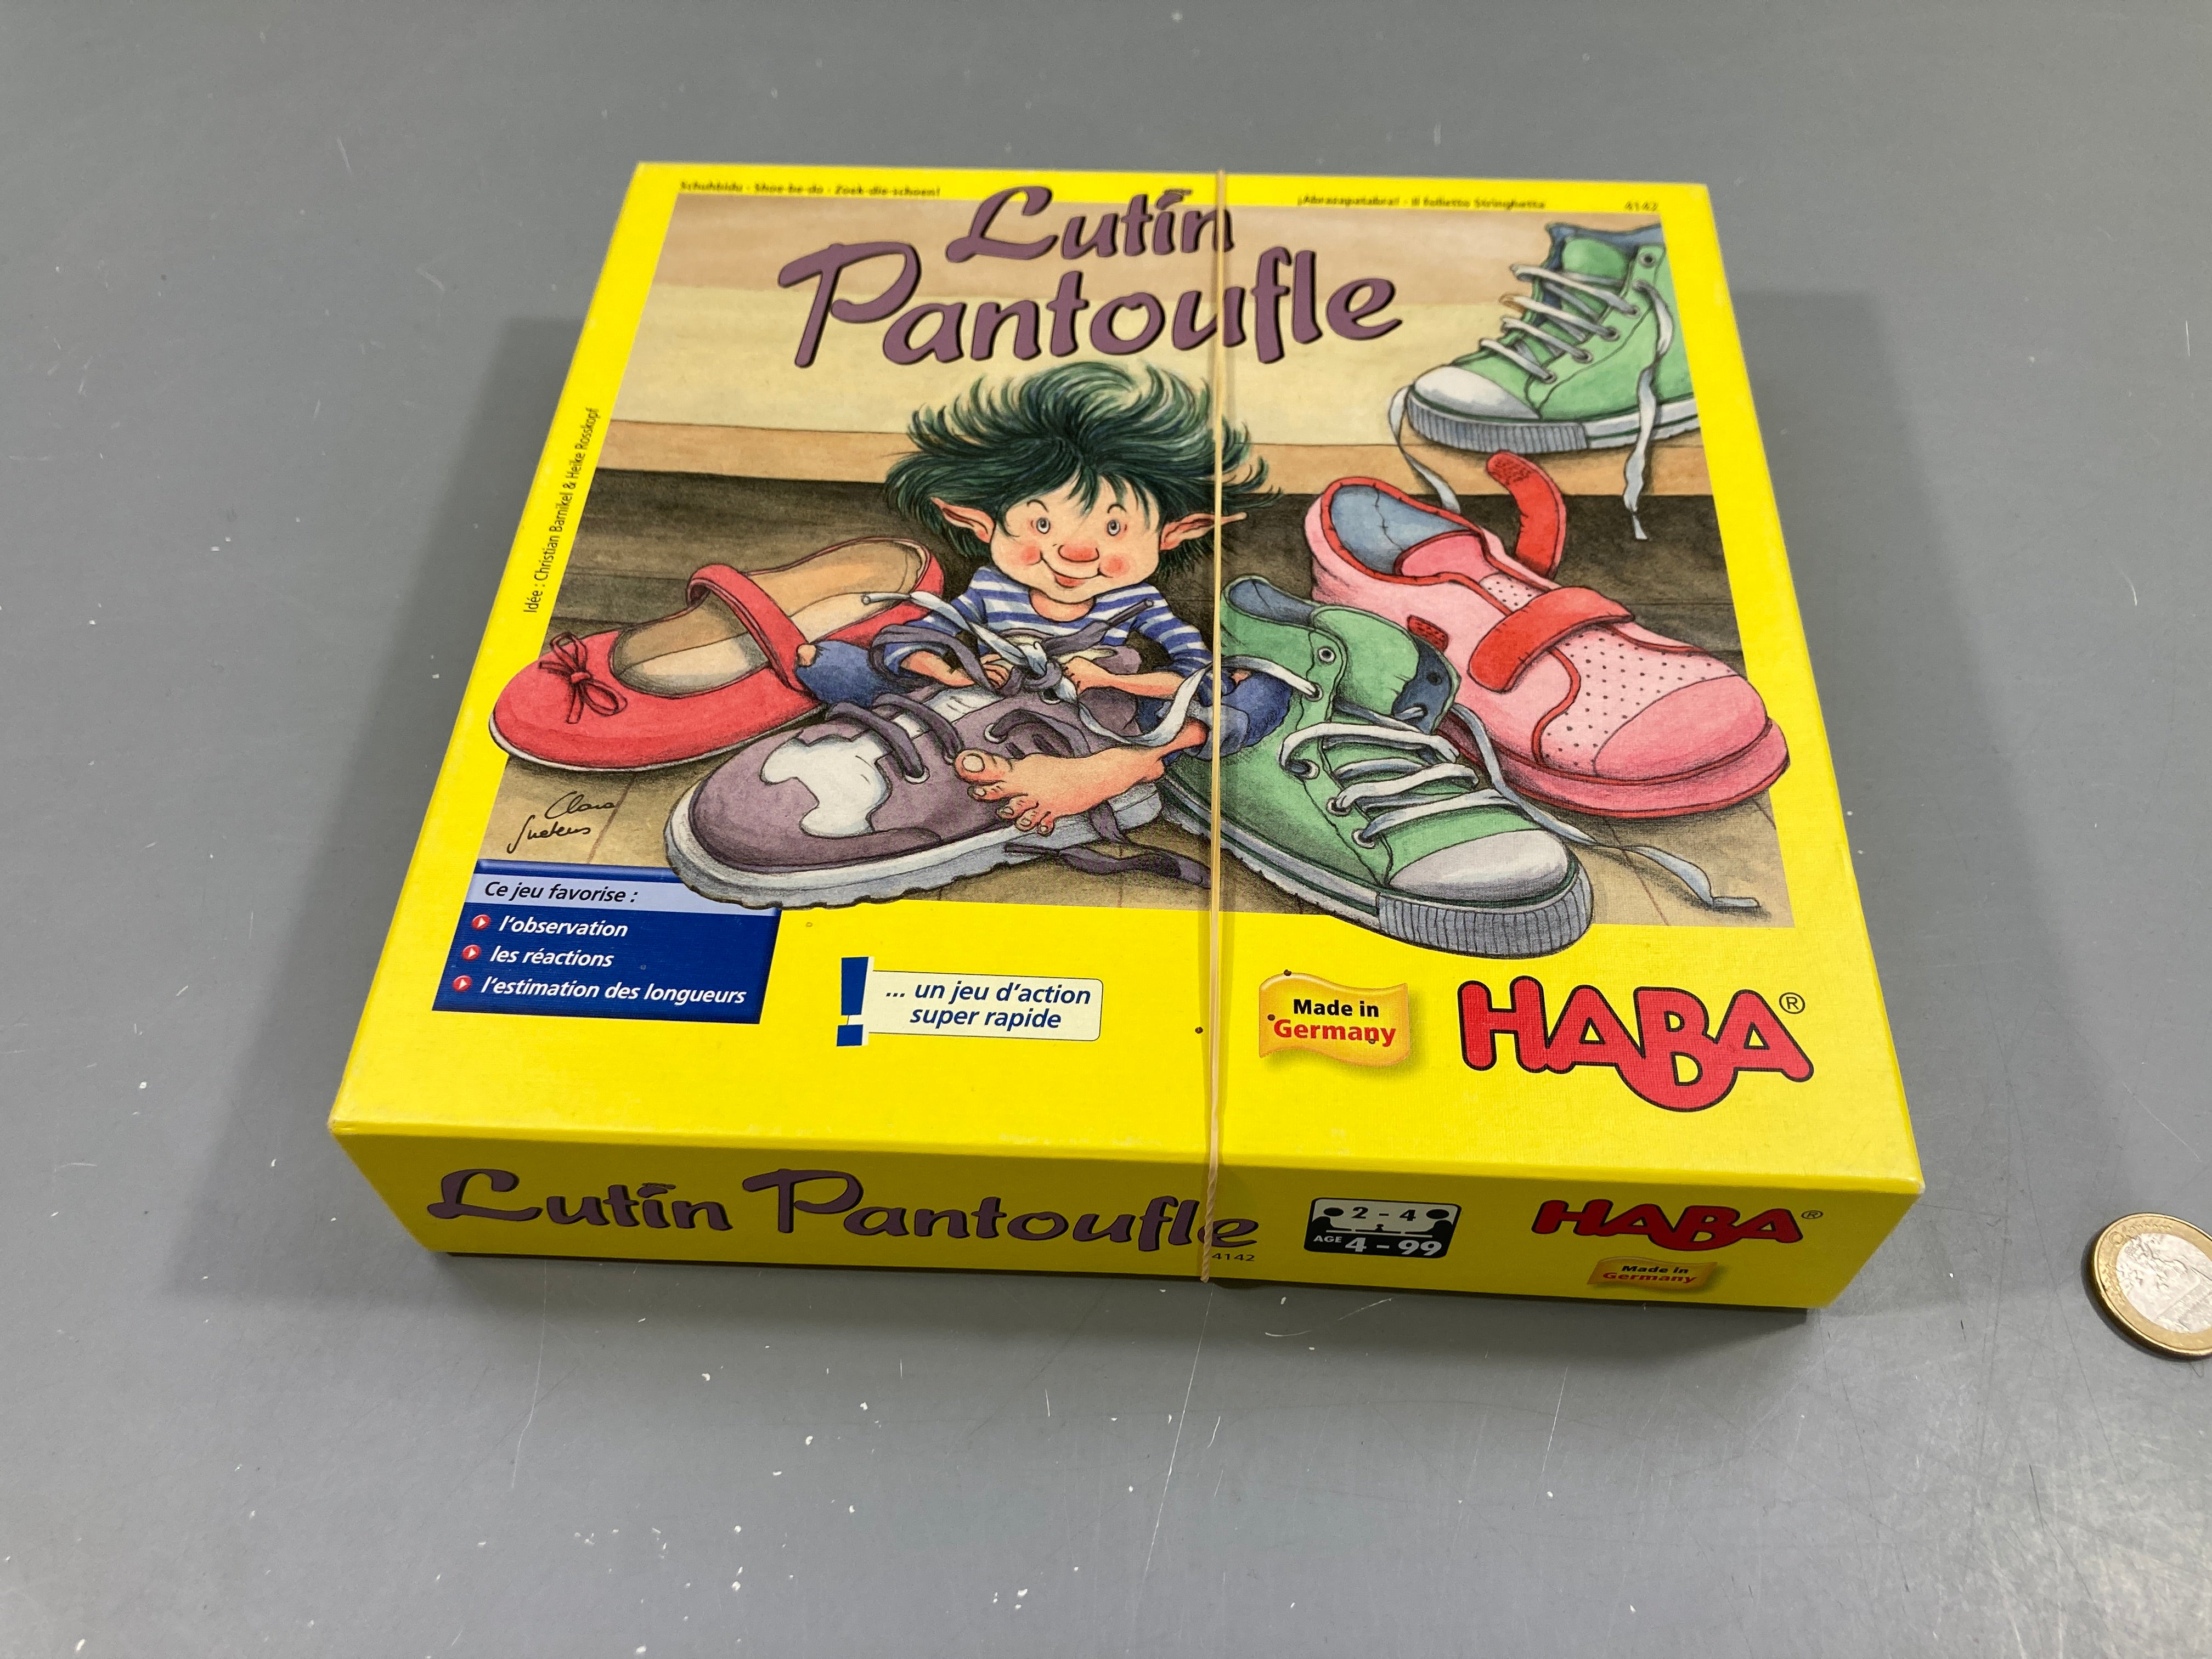 Schuhbidu - Shoe-be-do - Zoek-die-schoen!
¡Abrazapatabra! - Il folletto Stringhetta
4142
Lutin
Pantoufle
Idée : Christian Barnikel & Heike Rosskopf
Clara
Suetens
Ce jeu favorise :
l'observation
les réactions
l'estimation des longueurs
! ... un jeu d'action
super rapide
Made in
Germany
HABA®
Lutin Pantoufle
4142
2 - 4
AGE 4 - 99
HABA®
Made in
Germany